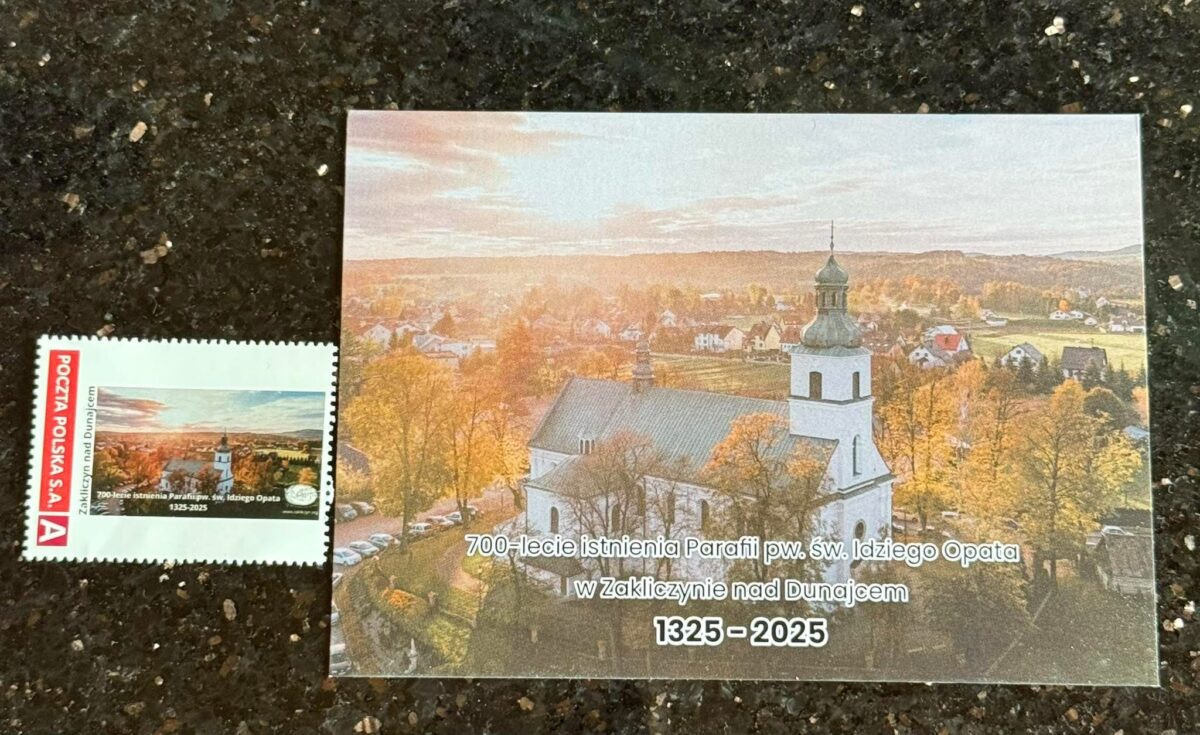 POCZTA POLSKA S.A. A
Zakliczyn nad Dunajcem
700-lecie istnienia Parafii pw. św. Idziego Opata
1325-2025
700-lecie istnienia Parafii pw. św. Idziego Opata
w Zakliczynie nad Dunajcem
1325 - 2025